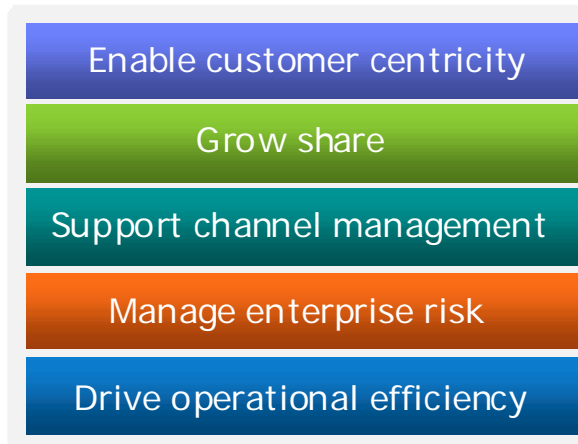 Enable customer centricity
Grow share
Support channel management
Manage enterprise risk
Drive operational efficiency